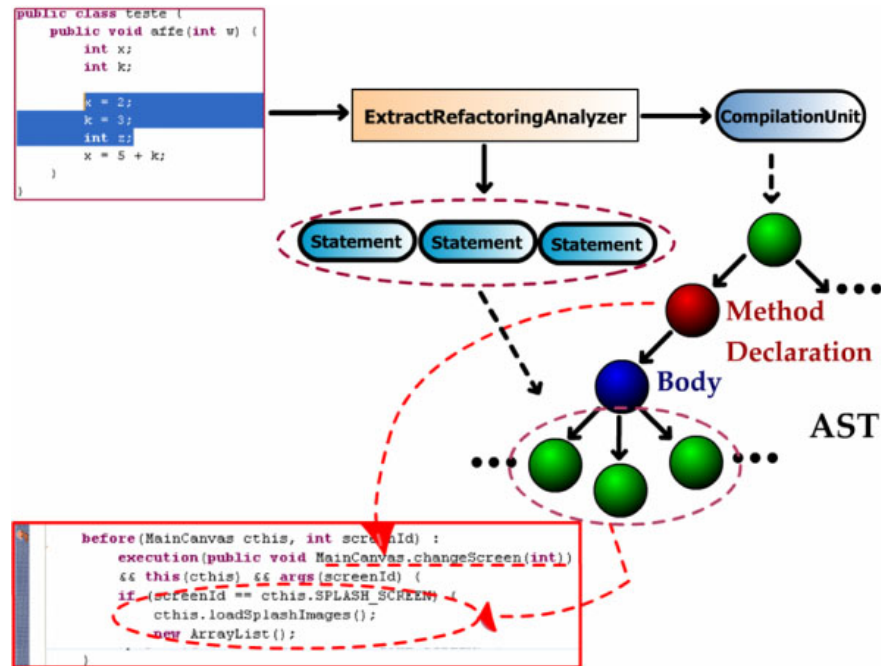 public class teste {
public void affe(int w) {
int x;
int k;
x = 2;
k = 3;
int z;
x = 5 + k;
}
}
ExtractRefactoringAnalyzer
CompilationUnit
Statement
Statement
Statement
Method
Declaration
Body
AST
before(MainCanvas cthis, int screenId) :
execution(public void MainCanvas.changeScreen(int))
&& this(cthis) && args(screenId) {
if (screenId == cthis.SPLASH_SCREEN) {
cthis.loadSplashImages();
new ArrayList();
}